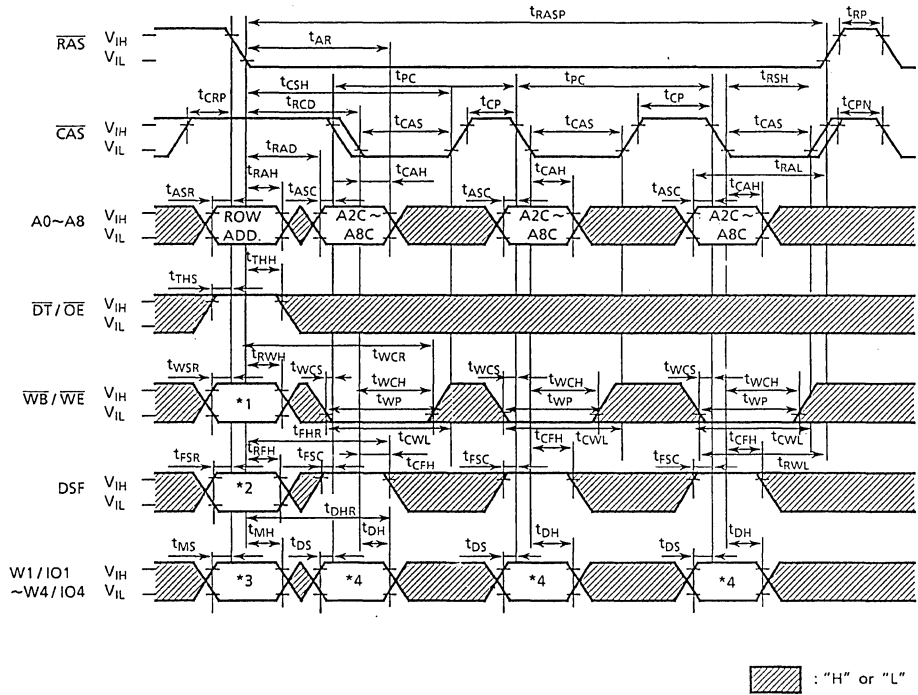 tRASP
tRP
RAS VIH
VIL
tAR
tCSH
tPC
tPC
tRSH
tCRP
tRCD
tCP
tCP
tCPN
CAS VIH
VIL
tCAS
tCAS
tCAS
tRAD
tRAH
tCAH
tCAH
tRAL
tCAH
tASR
tASC
tASC
tASC
A0~A8 VIH
VIL
ROW
ADD.
A2C~
A8C
A2C~
A8C
A2C~
A8C
tTHH
tTHS
DT / OE VIH
VIL
tWCR
tRWH
tWSR
tWCS
tWCS
tWCS
tWCH
tWCH
tWCH
WB / WE VIH
VIL
*1
tWP
tWP
tWP
tFHR
tCWL
tCWL
tCWL
tRFH
tCFH
tCFH
tCFH
tRWL
tFSR
tFSC
tFSC
tFSC
DSF VIH
VIL
*2
tDHR
tMH
tDH
tDH
tDH
tMS
tDS
tDS
tDS
W1 / IO1
~W4 / IO4
VIH
VIL
*3
*4
*4
*4
: "H" or "L"